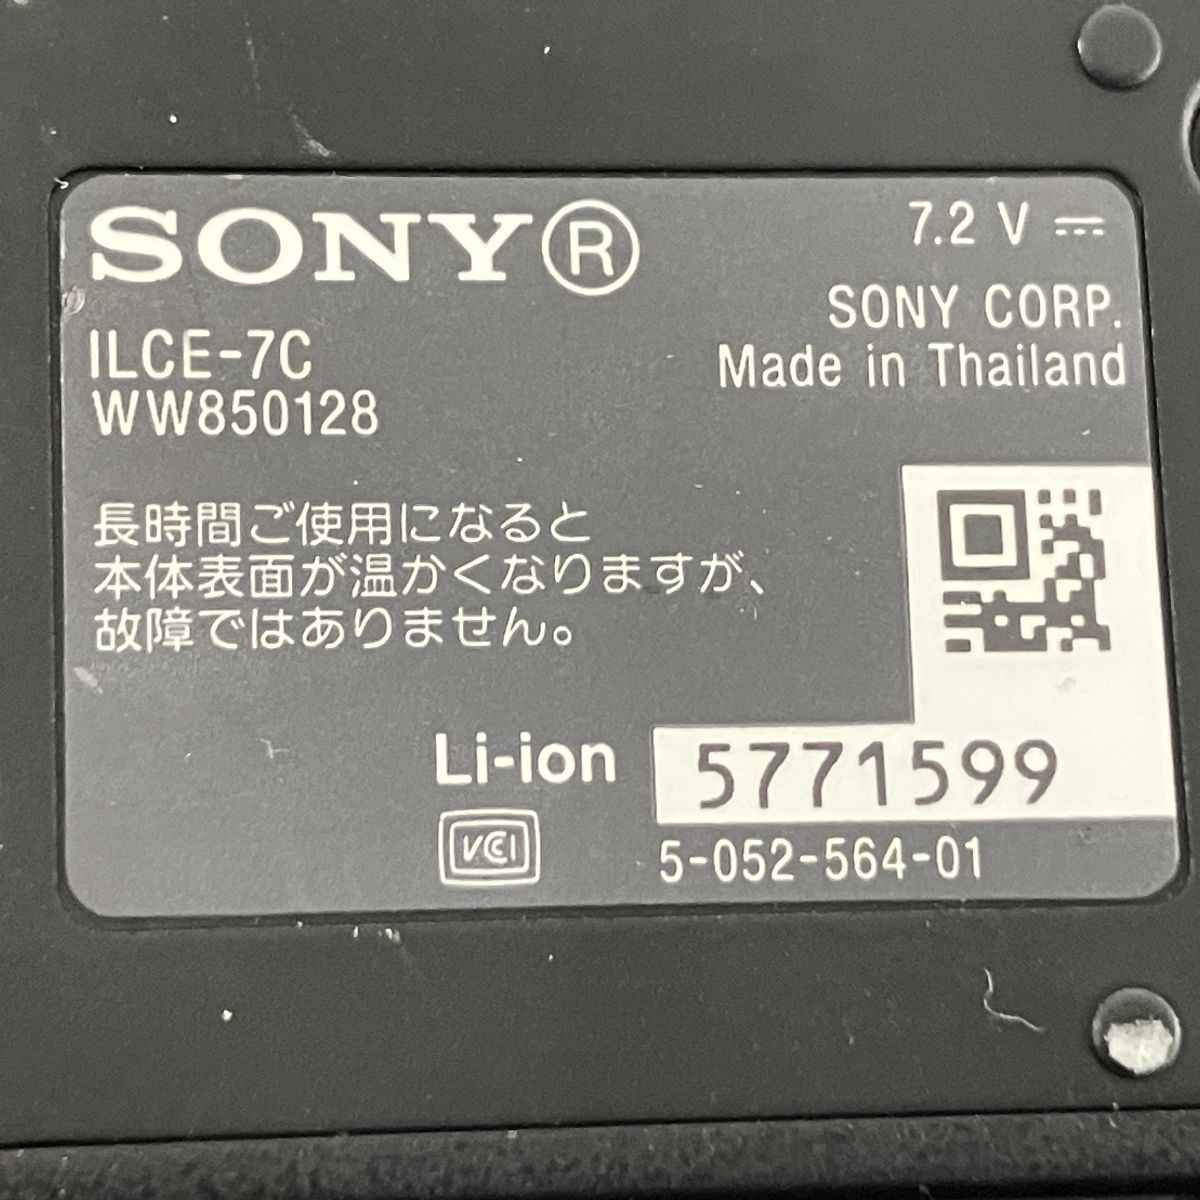 SONY®
7.2 V ⎓
SONY CORP.
Made in Thailand
ILCE-7C
WW850128
長時間ご使用になると
本体表面が温かくなりますが、
故障ではありません。
Li-ion
5771599
VCCI
5-052-564-01